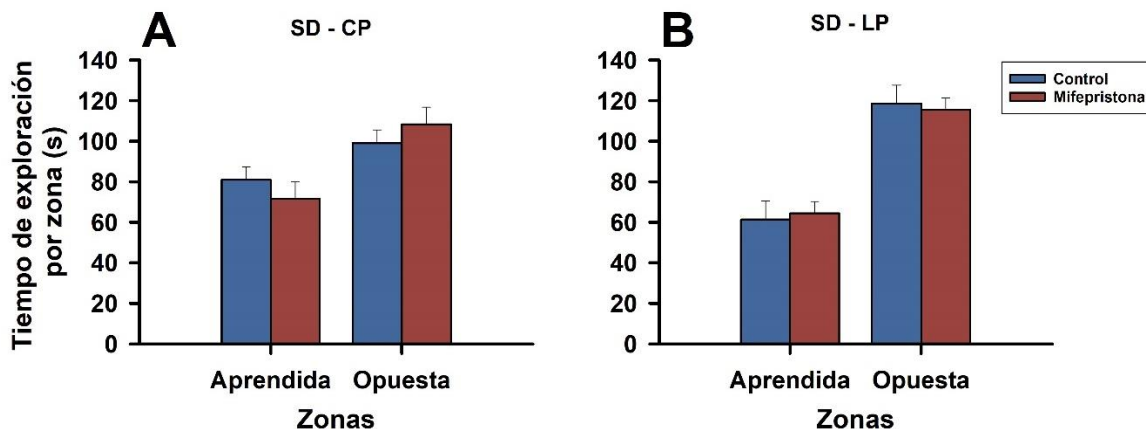 A
SD - CP
Tiempo de exploración
por zona (s)
140
120
100
80
60
40
20
0
Aprendida
Opuesta
Zonas
B
SD - LP
140
120
100
80
60
40
20
0
Aprendida
Opuesta
Zonas
Control
Mifepristona